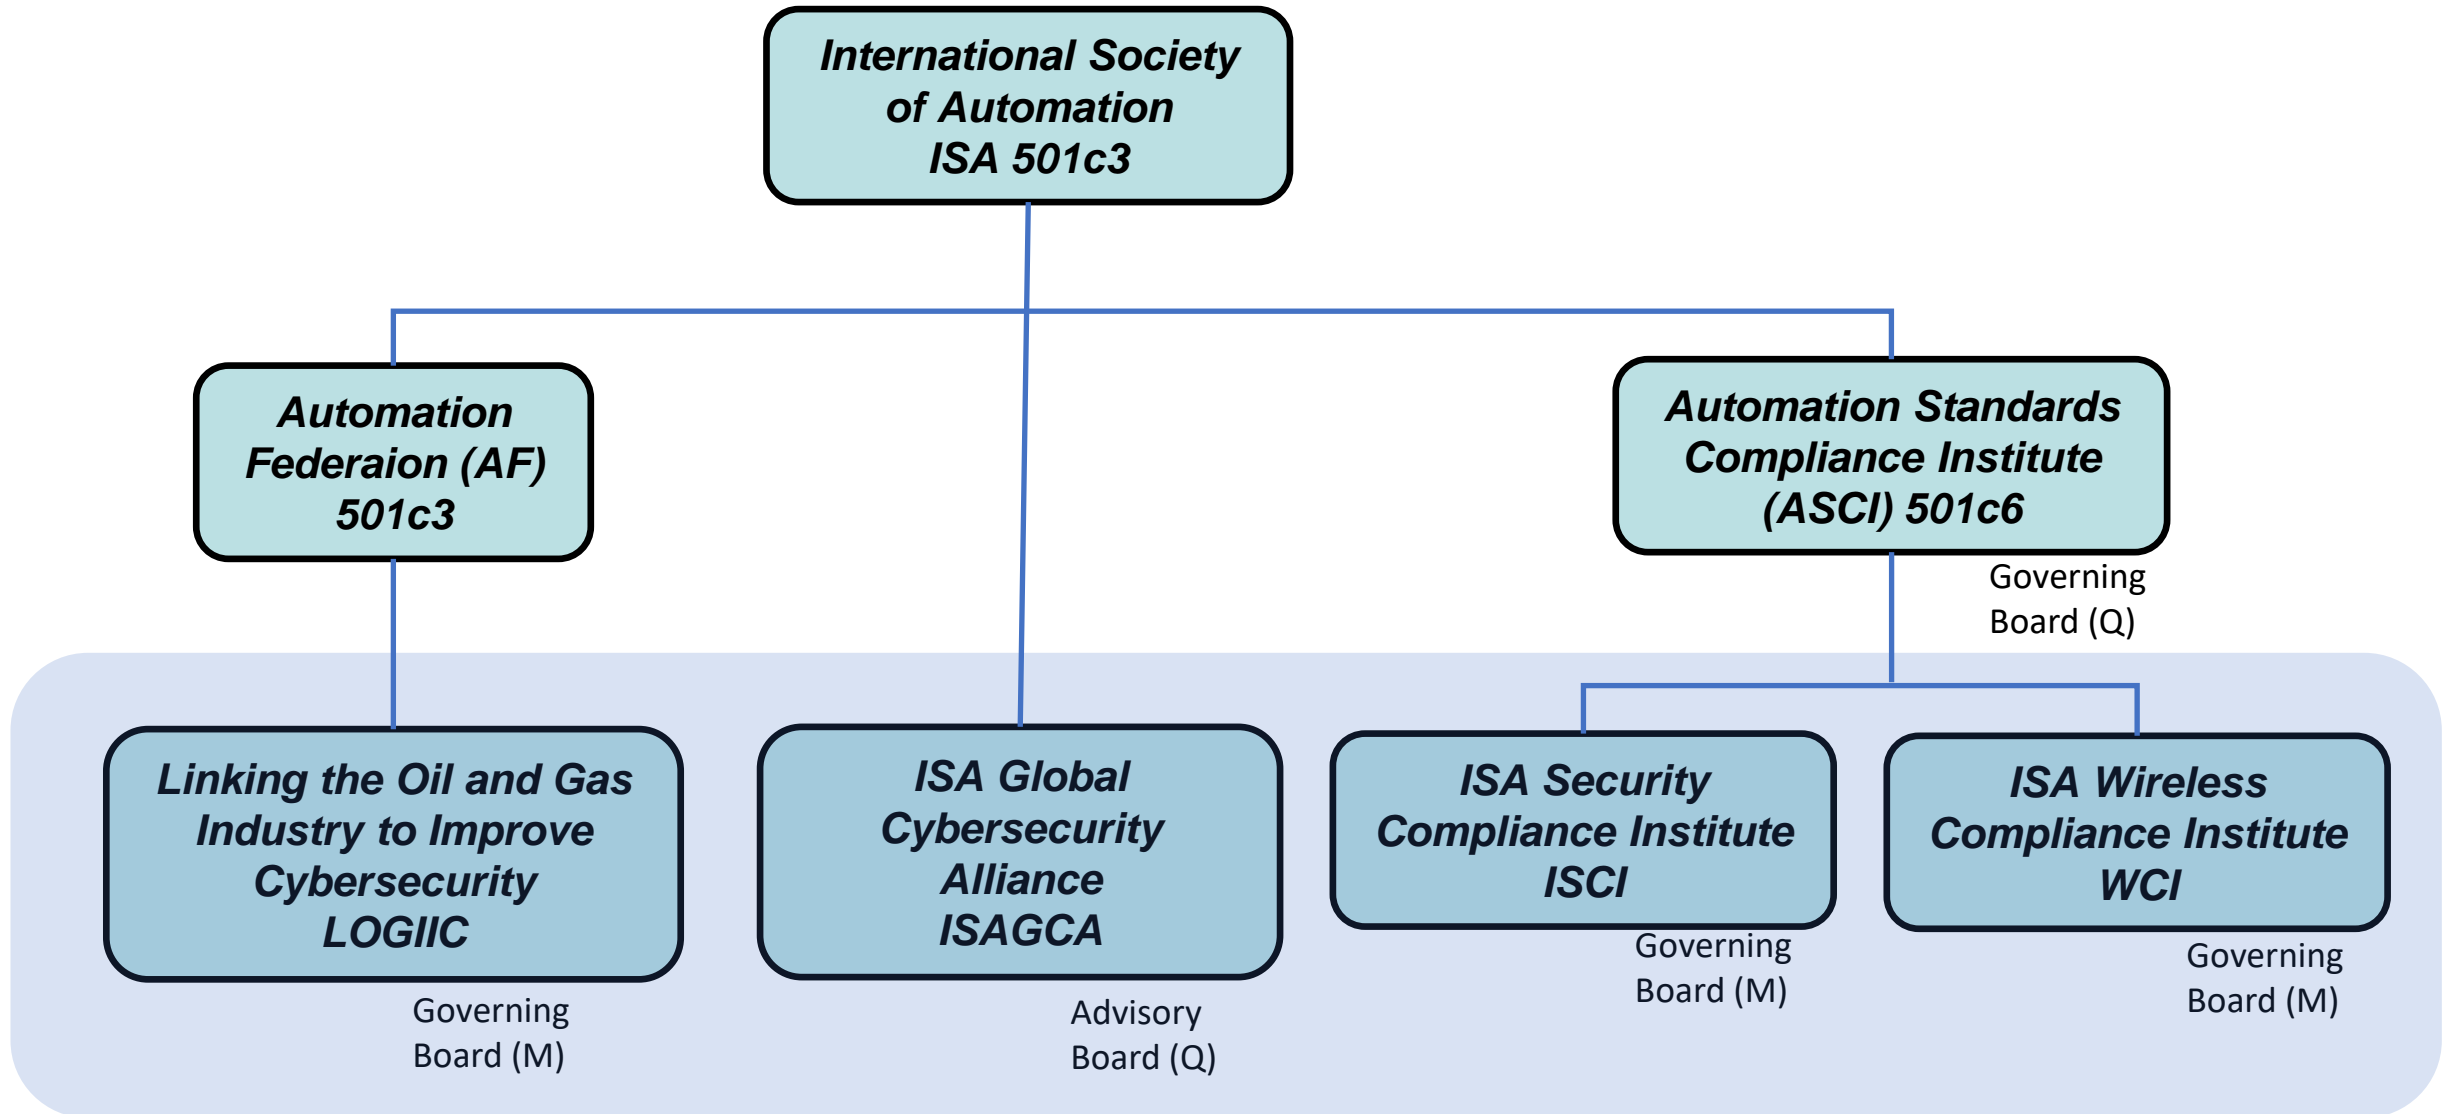 International Society
of Automation
ISA 501c3
Automation
Federaion (AF)
501c3
Automation Standards
Compliance Institute
(ASCI) 501c6
Governing
Board (Q)
Linking the Oil and Gas
Industry to Improve
Cybersecurity
LOGIIC
Governing
Board (M)
ISA Global
Cybersecurity
Alliance
ISAGCA
Advisory
Board (Q)
ISA Security
Compliance Institute
ISCI
Governing
Board (M)
ISA Wireless
Compliance Institute
WCI
Governing
Board (M)